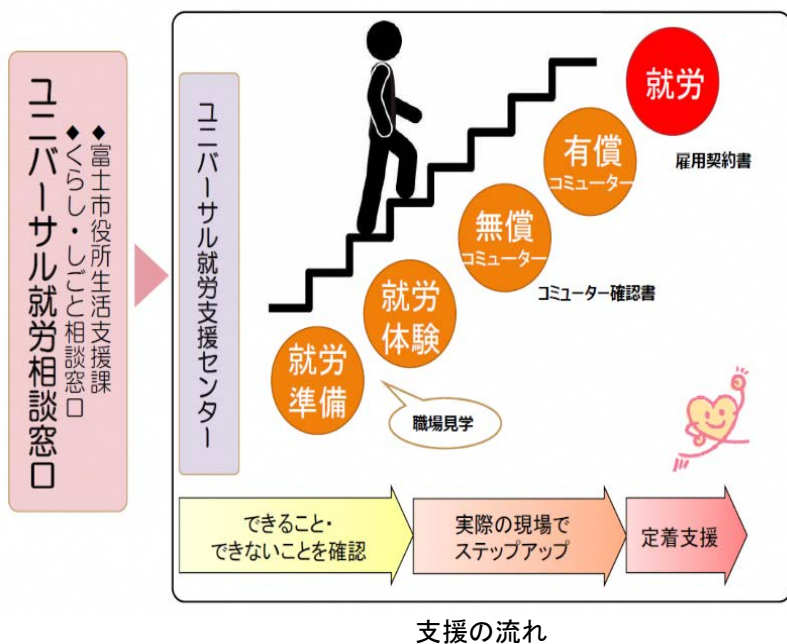 ユニバーサル就労相談窓口
◆富士市役所生活支援課
◆くらし・しごと相談窓口
ユニバーサル就労支援センター
就労
準備
職場見学
就労
体験
無償
コミューター
コミューター確認書
有償
コミューター
就労
雇用契約書
できること・
できないことを確認
実際の現場で
ステップアップ
定着支援
支援の流れ